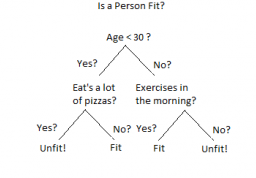 Is a Person Fit?
Age < 30 ?
Yes?
No?
Eat's a lot
of pizzas?
Exercises in
the morning?
Yes?
No?
Yes?
No?
Unfit!
Fit
Fit
Unfit!